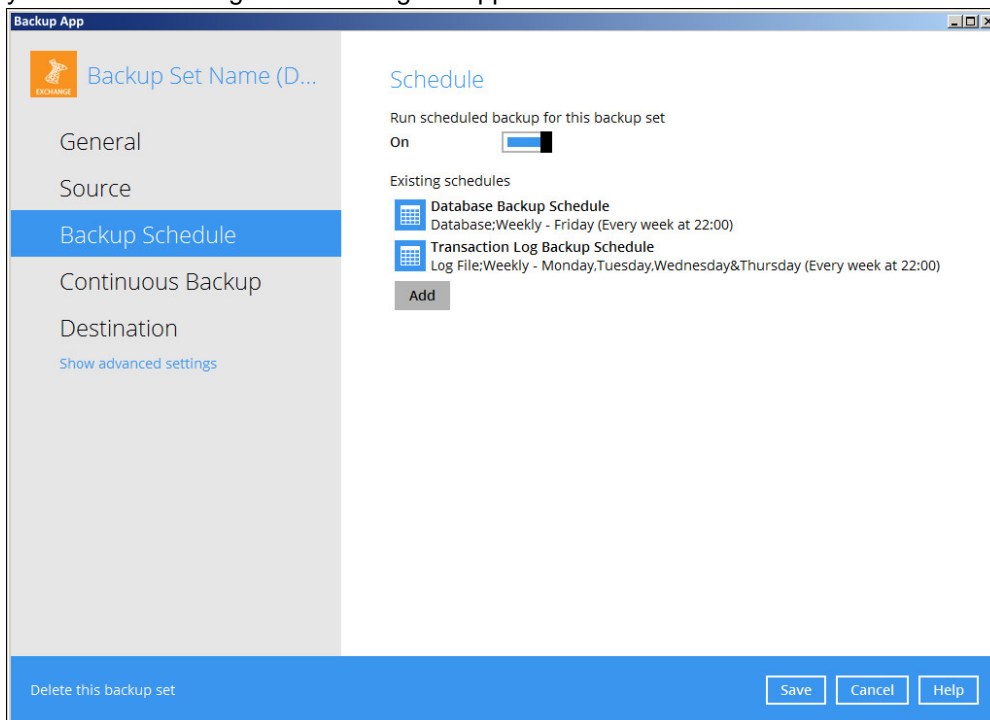 Backup App
EXCHANGE
Backup Set Name (D...
General
Source
Backup Schedule
Continuous Backup
Destination
Show advanced settings
Schedule
Run scheduled backup for this backup set
On
Existing schedules
Database Backup Schedule
Database;Weekly - Friday (Every week at 22:00)
Transaction Log Backup Schedule
Log File;Weekly - Monday,Tuesday,Wednesday&Thursday (Every week at 22:00)
Add
Delete this backup set
Save
Cancel
Help